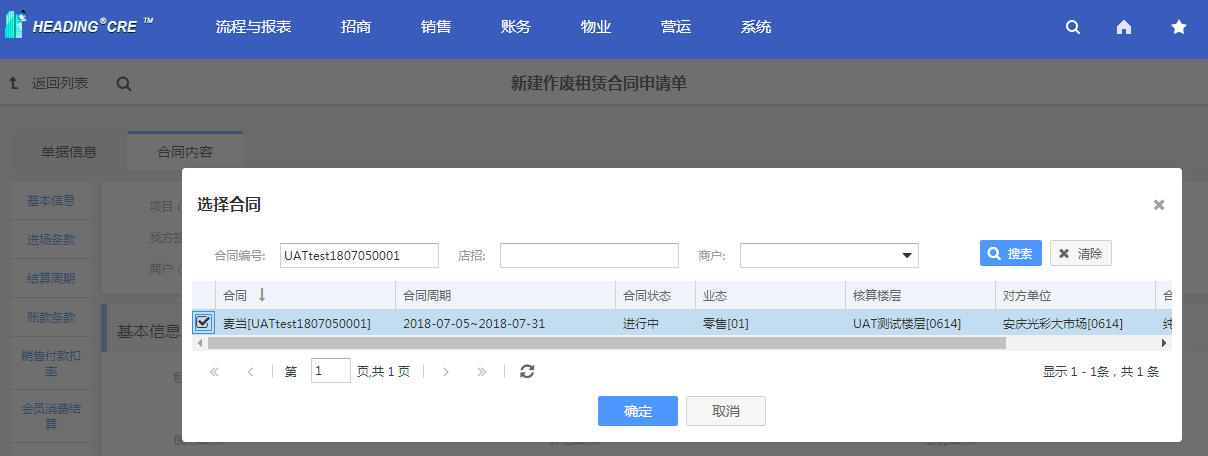 HEADING®CRE ™ 流程与报表 招商 销售 账务 物业 营运 系统
返回列表 新建作废租赁合同申请单
单据信息 合同内容
选择合同
基本信息
项目
进场条款
我方签
结算周期
商户
账款条款
基本信息
销售付款扣率
会员消费结算
合同编号: UATtest1807050001 店招: 商户: 搜索 清除
合同 合同周期 合同状态 业态 核算楼层 对方单位 合
麦当[UATtest1807050001] 2018-07-05~2018-07-31 进行中 零售[01] UAT测试楼层[0614] 安庆光彩大市场[0614] 纯
第 1 页,共 1 页 显示 1 - 1条，共 1 条
确定 取消